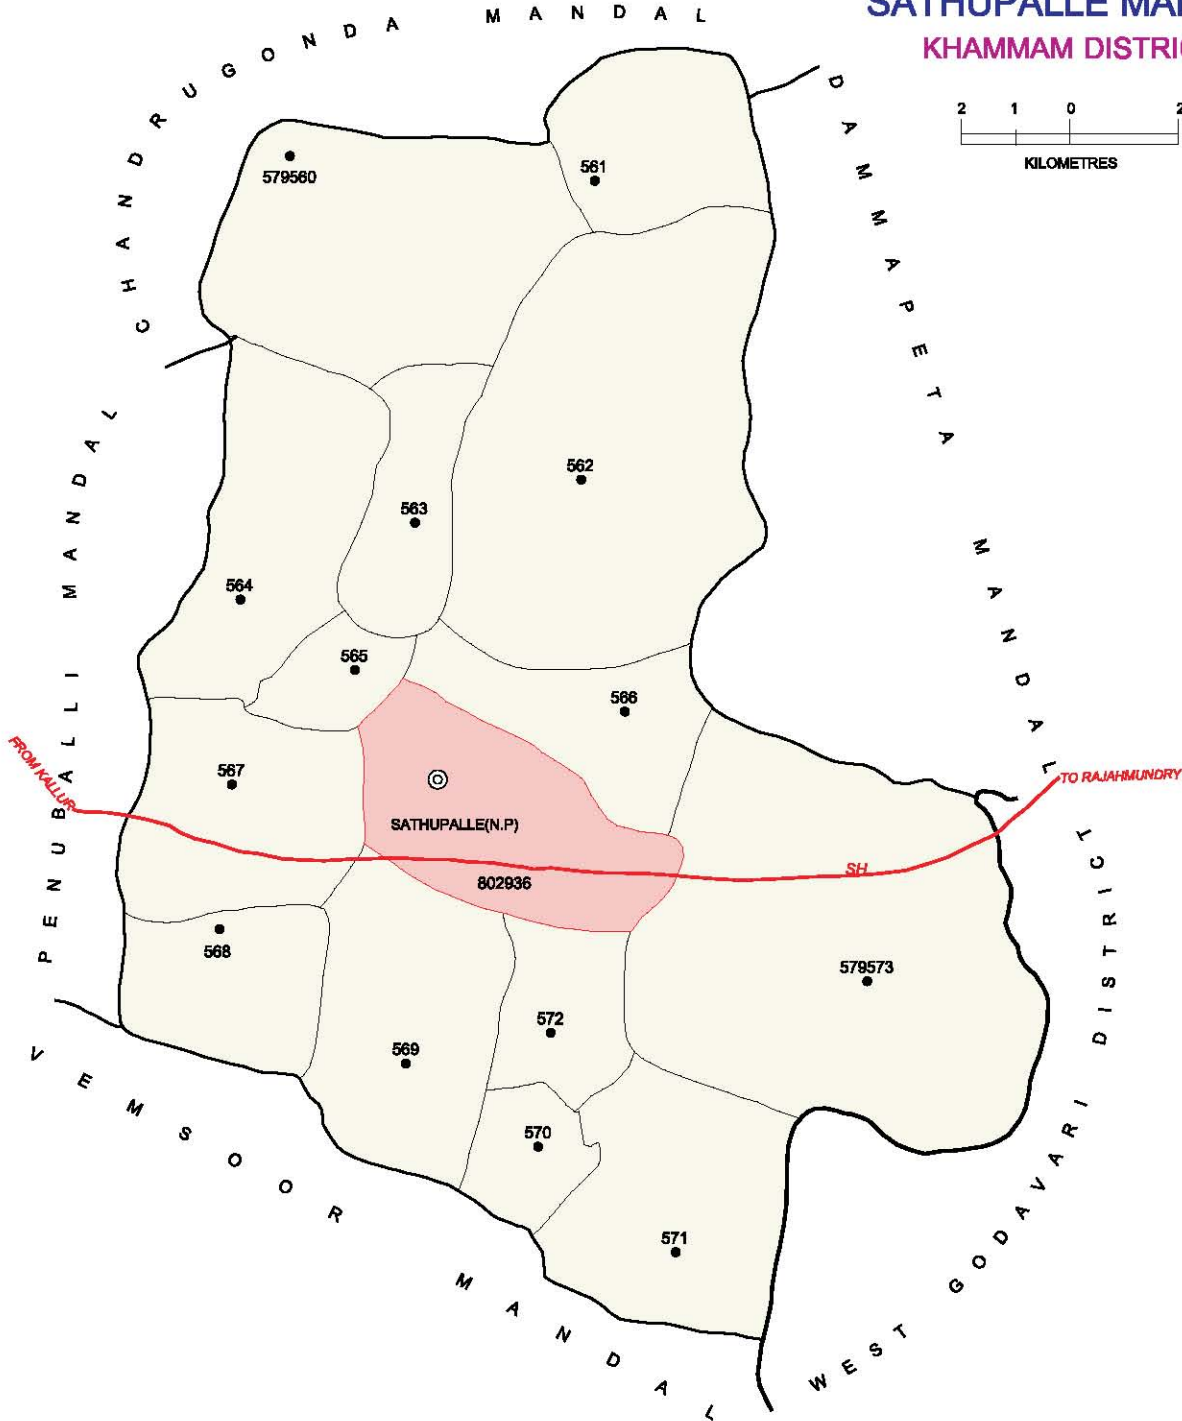 SATHUPALLE MA
KHAMMAM DISTRI
2 1 0 2
KILOMETRES
CHANDRUGONDA MANDAL
DAMMAPETA MANDAL
PENUBALLI MANDAL
VEMSOOR MANDAL
WEST GODAVARI DISTRICT
579560
561
562
563
564
565
566
567
FROM KALLUR
TO RAJAHMUNDRY
SATHUPALLE(N.P)
SH
802936
568
579573
572
569
570
571